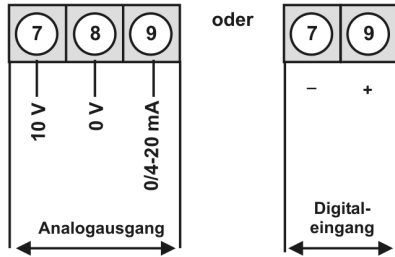 7 8 9 oder 7 9
10 V 0 V 0/4-20 mA – +
Analogausgang
Digital-
eingang